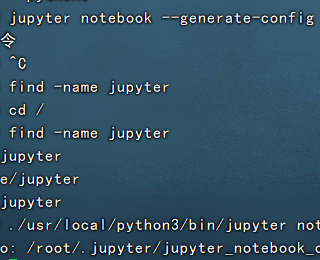 jupyter notebook --generate-config
令
^C
find -name jupyter
cd /
find -name jupyter
jupyter
e/jupyter
jupyter
./usr/local/python3/bin/jupyter not
o: /root/.jupyter/jupyter_notebook_c